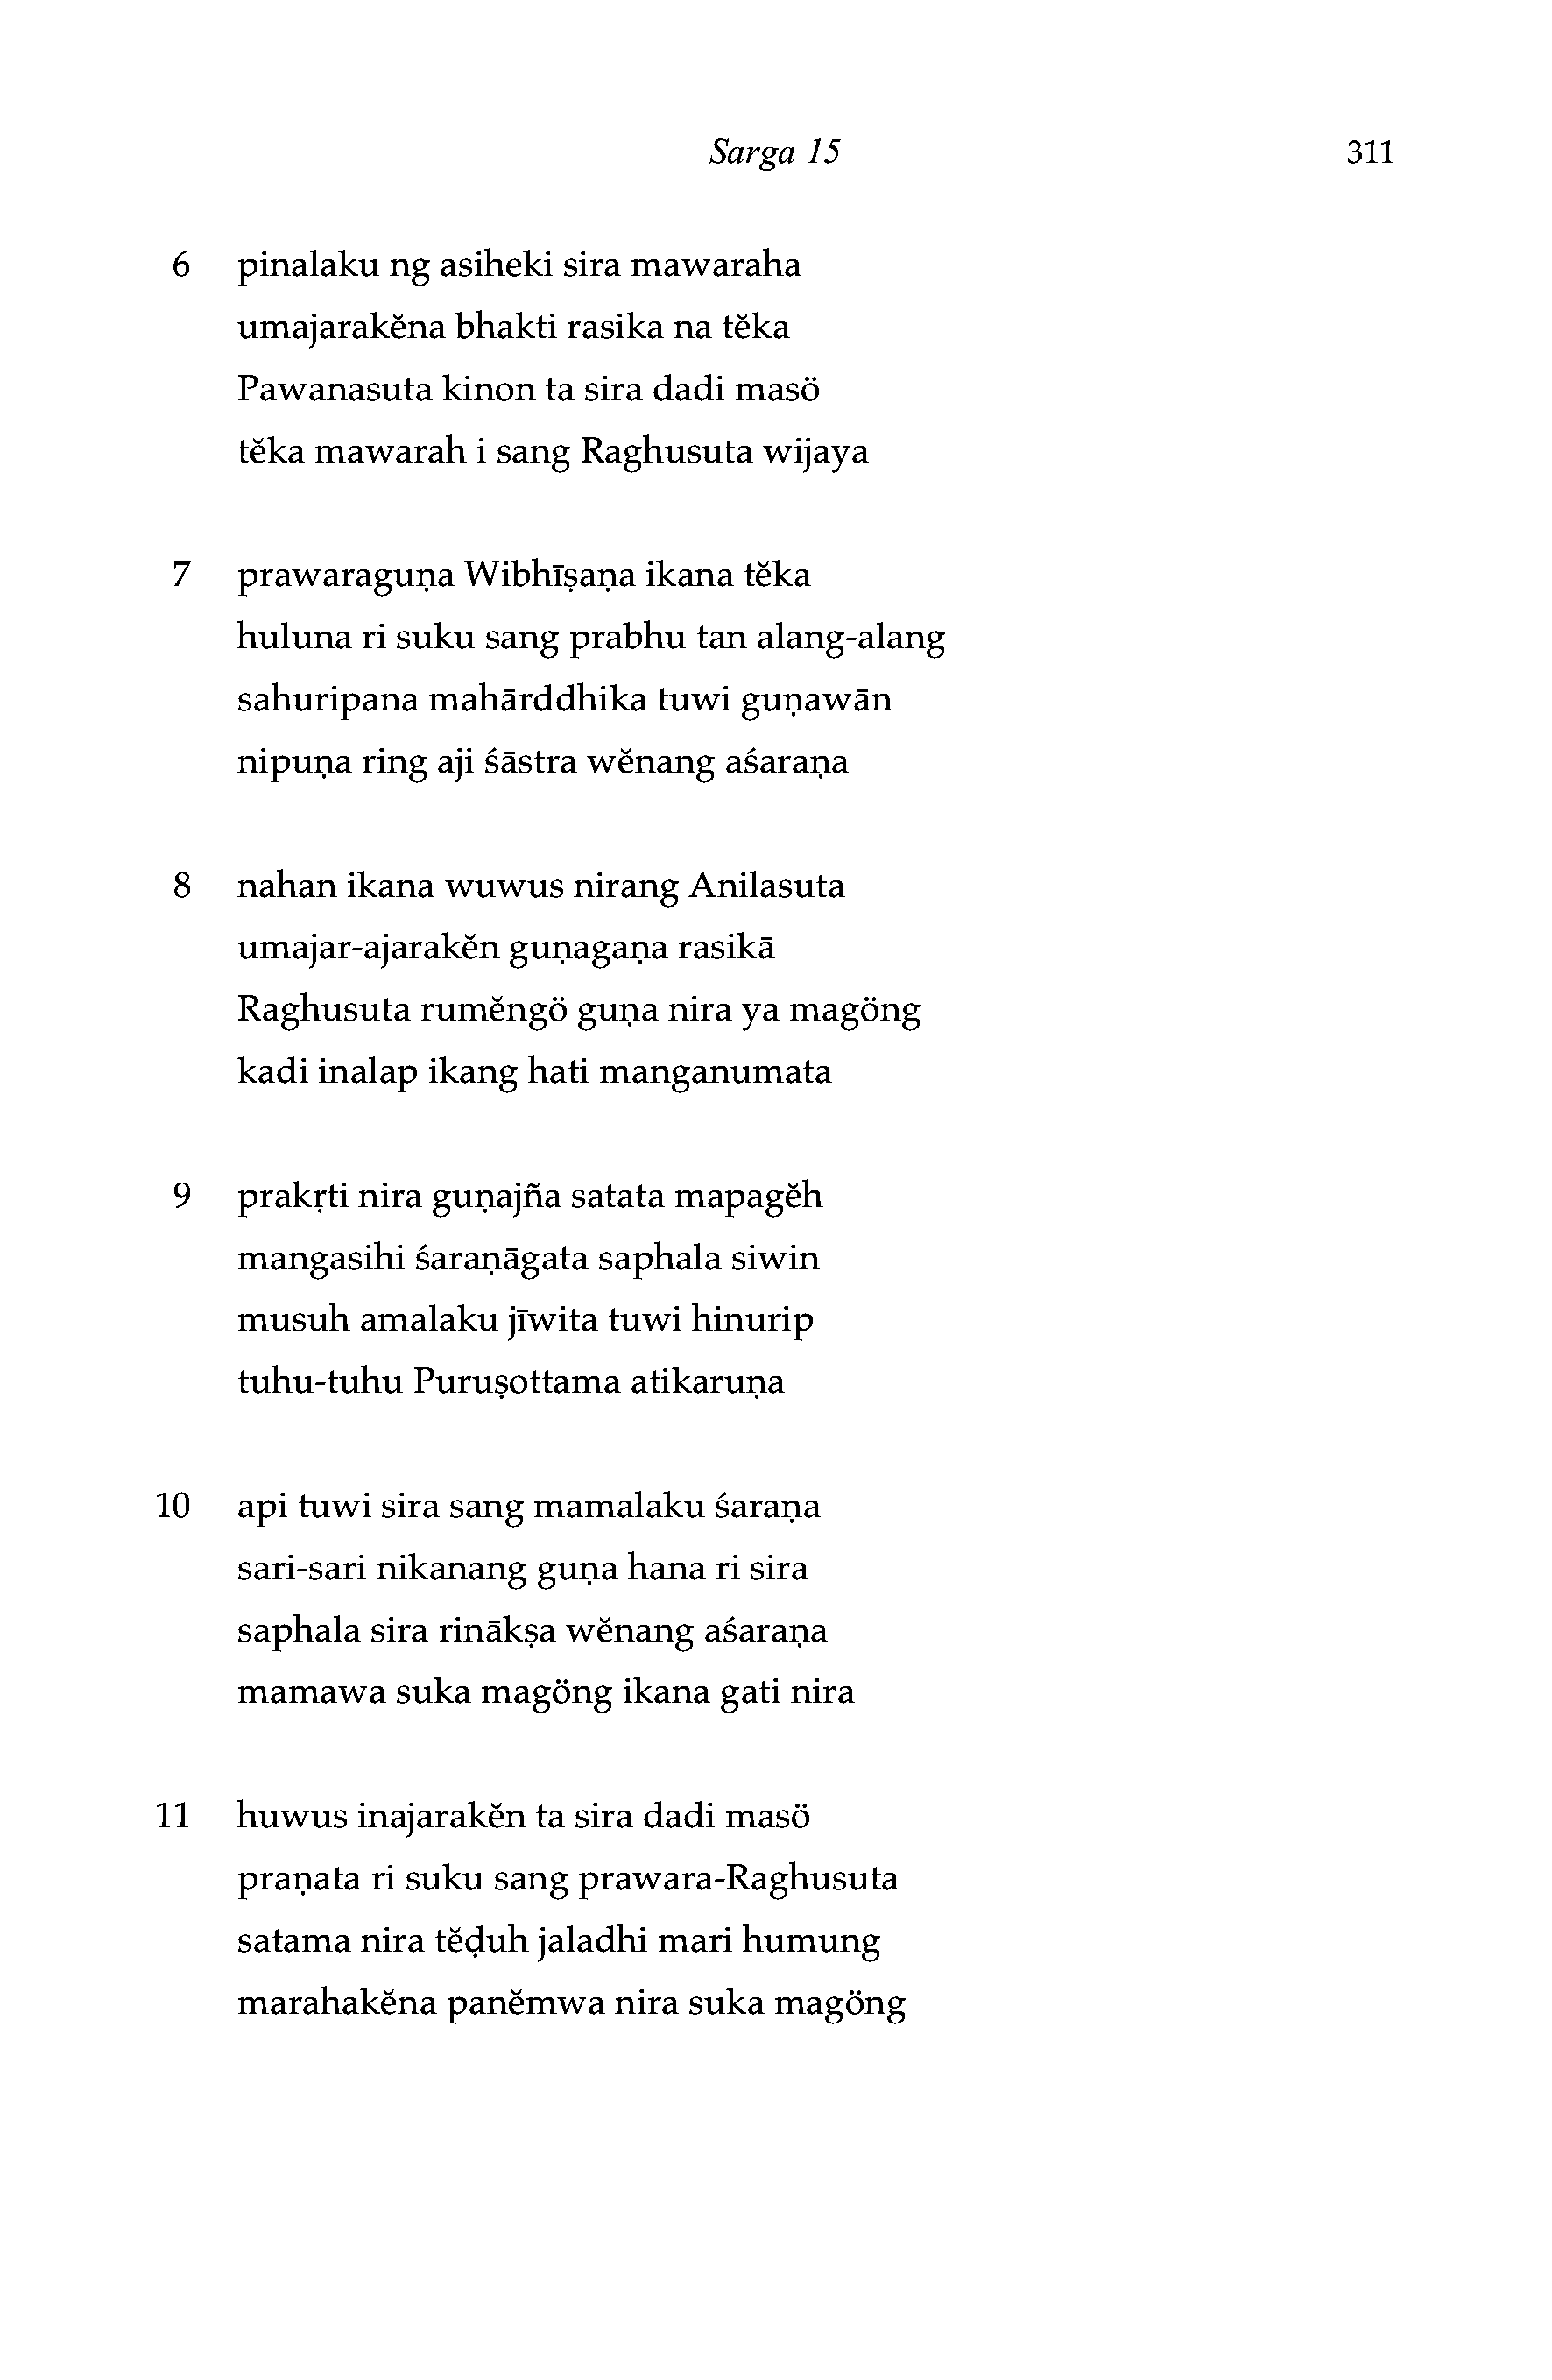 Sarga 15 311
6 pinalaku ng asiheki sira mawaraha
umajarakĕna bhakti rasika na tĕka
Pawanasuta kinon ta sira dadi masö
tĕka mawarah i sang Raghusuta wijaya
7 prawaraguṇa Wibhīṣaṇa ikana tĕka
huluna ri suku sang prabhu tan alang-alang
sahuripana mahārddhika tuwi guṇawān
nipuṇa ring aji śāstra wĕnang aśaraṇa
8 nahan ikana wuwus nirang Anilasuta
umajar-ajarakĕn guṇagaṇa rasikā
Raghusuta rumĕngö guṇa nira ya magöng
kadi inalap ikang hati manganumata
9 prakṛti nira guṇajña satata mapagĕh
mangasihi śaraṇāgata saphala siwin
musuh amalaku jīwita tuwi hinurip
tuhu-tuhu Puruṣottama atikaruṇa
10 api tuwi sira sang mamalaku śaraṇa
sari-sari nikanang guṇa hana ri sira
saphala sira rinākṣa wĕnang aśaraṇa
mamawa suka magöng ikana gati nira
11 huwus inajarakĕn ta sira dadi masö
praṇata ri suku sang prawara-Raghusuta
satama nira tĕḍuh jaladhi mari humung
marahakĕna panĕmwa nira suka magöng